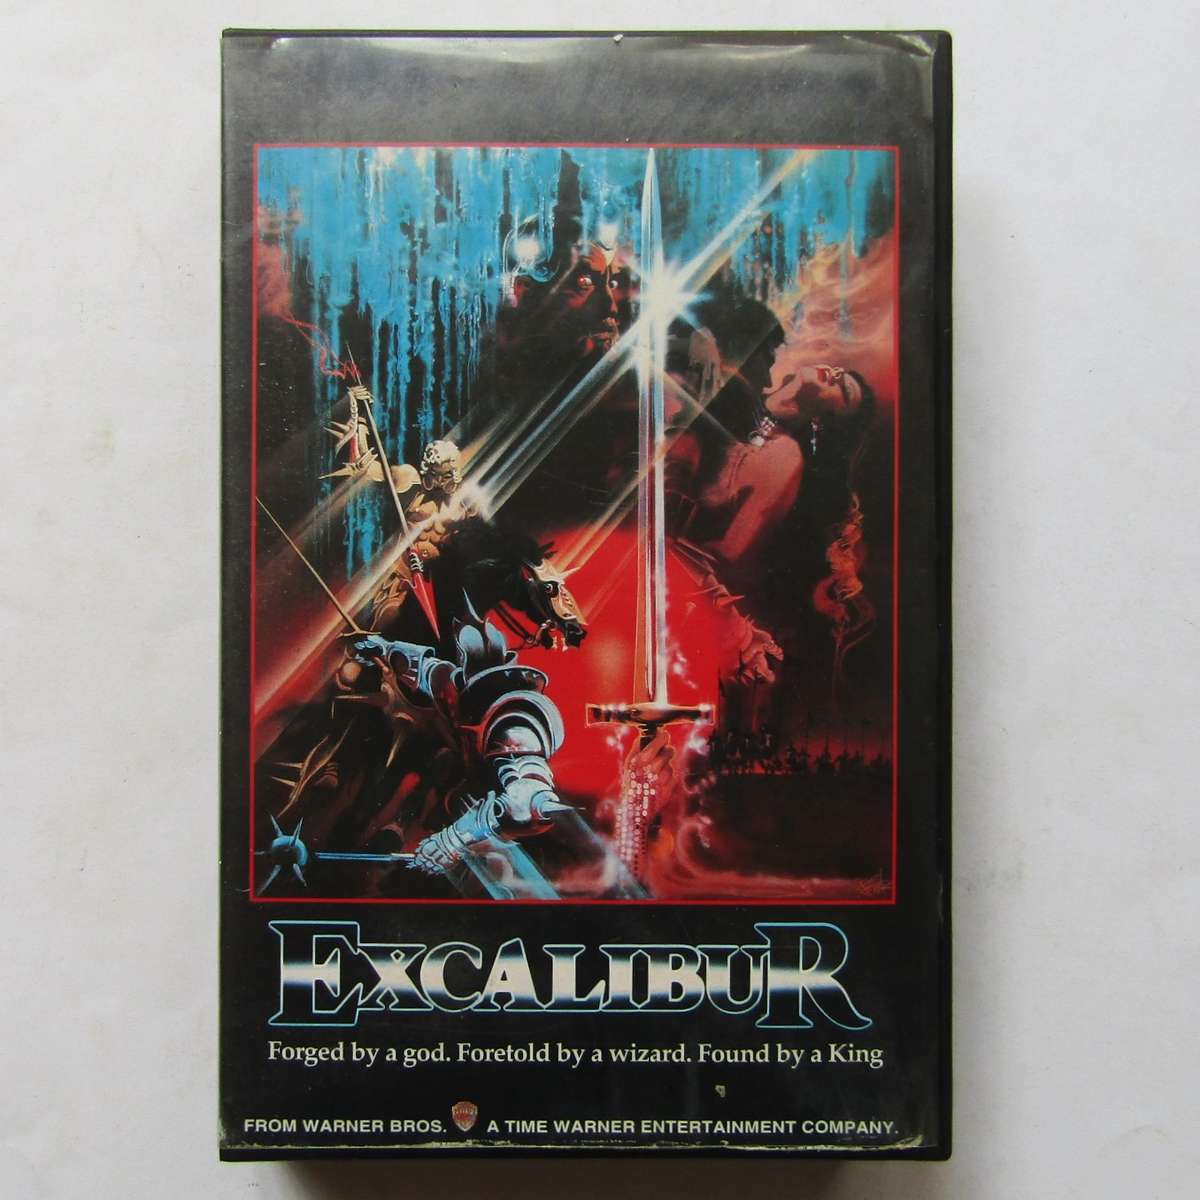 EXCALIBUR
Forged by a god. Foretold by a wizard. Found by a King
FROM WARNER BROS. A TIME WARNER ENTERTAINMENT COMPANY.